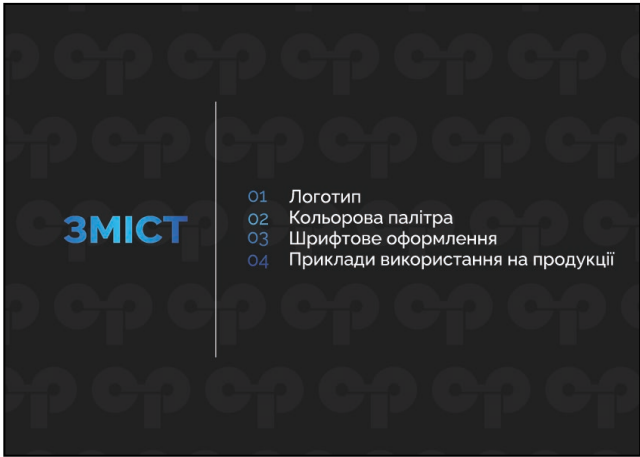 ЗМІСТ
01 Логотип
02 Кольорова палітра
03 Шрифтове оформлення
04 Приклади використання на продукції